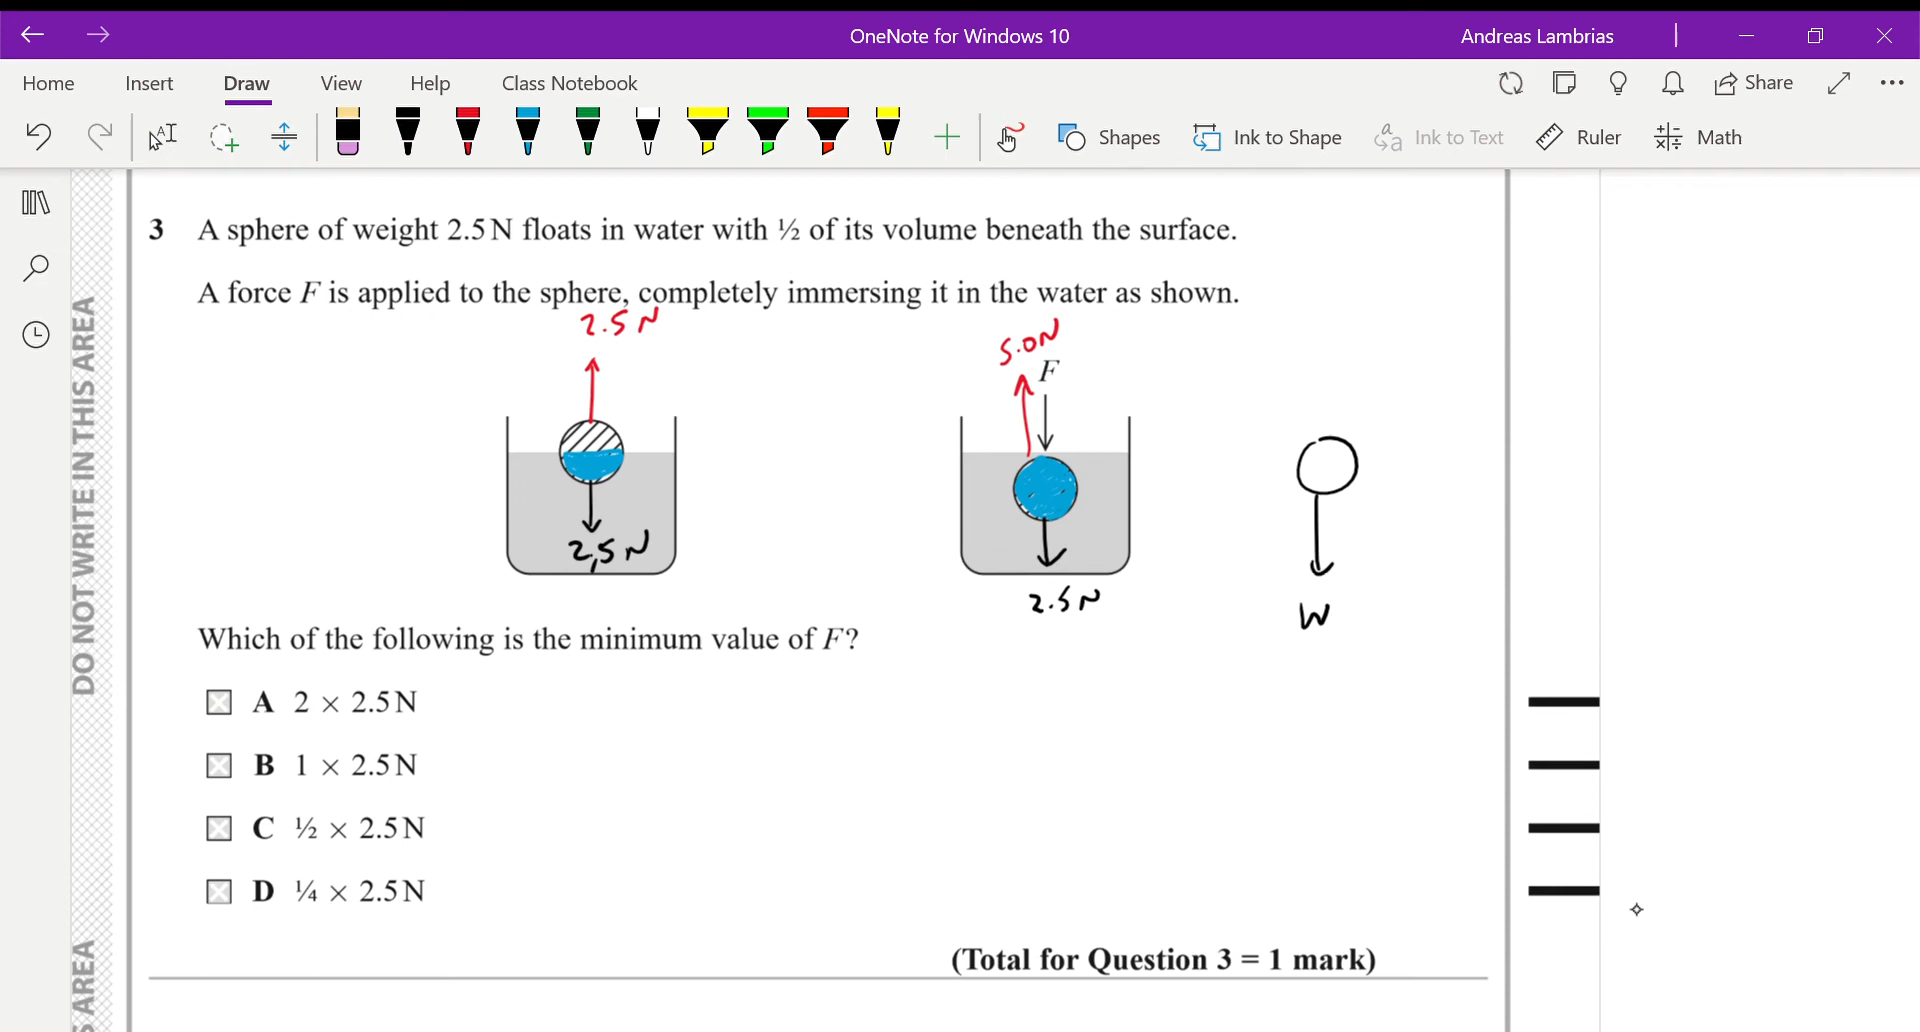 OneNote for Windows 10
Andreas Lambrias
Home Insert Draw View Help Class Notebook
Share
Shapes Ink to Shape Ink to Text Ruler Math
DO NOT WRITE IN THIS AREA
S AREA
3 A sphere of weight 2.5 N floats in water with ½ of its volume beneath the surface.
A force F is applied to the sphere, completely immersing it in the water as shown.
2.5 N
5.0N
F
2,5 N
2.5 N
W
Which of the following is the minimum value of F?
A 2 × 2.5 N
B 1 × 2.5 N
C ½ × 2.5 N
D ¼ × 2.5 N
(Total for Question 3 = 1 mark)